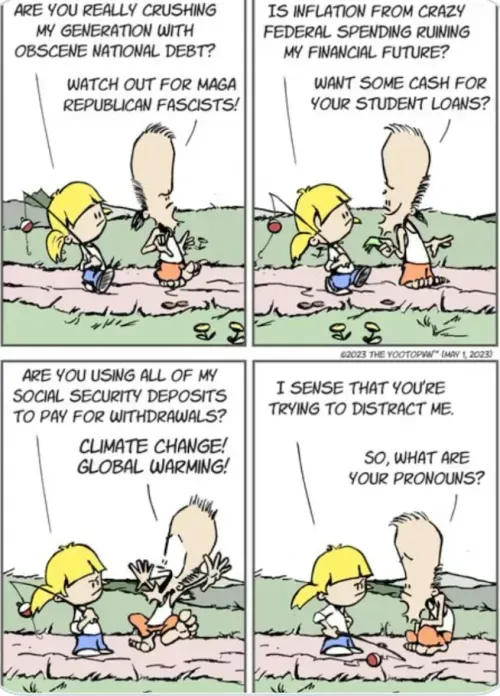 ARE YOU REALLY CRUSHING
MY GENERATION WITH
OBSCENE NATIONAL DEBT?
WATCH OUT FOR MAGA
REPUBLICAN FASCISTS!
IS INFLATION FROM CRAZY
FEDERAL SPENDING RUINING
MY FINANCIAL FUTURE?
WANT SOME CASH FOR
YOUR STUDENT LOANS?
©2023 THE YOOTOPIAN™ (MAY 1, 2023)
ARE YOU USING ALL OF MY
SOCIAL SECURITY DEPOSITS
TO PAY FOR WITHDRAWALS?
CLIMATE CHANGE!
GLOBAL WARMING!
I SENSE THAT YOU'RE
TRYING TO DISTRACT ME.
SO, WHAT ARE
YOUR PRONOUNS?